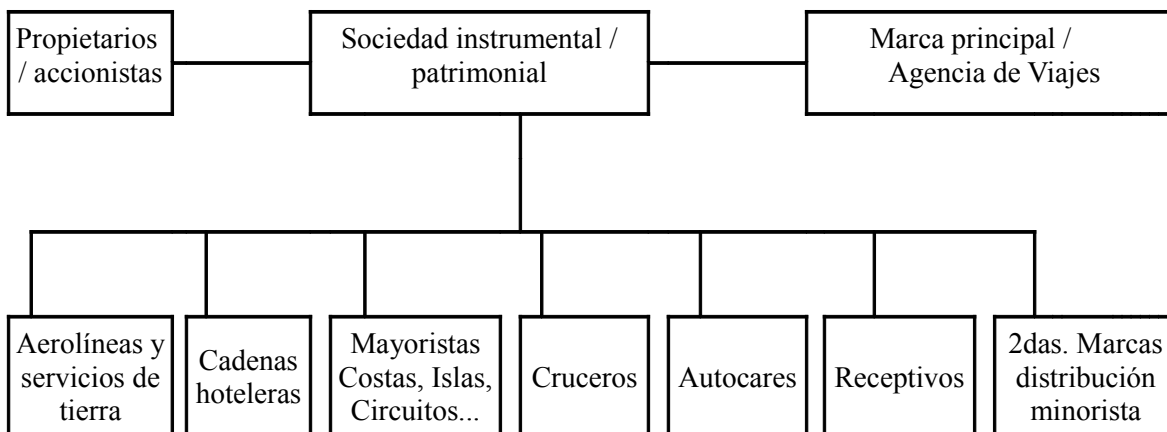 Propietarios
/ accionistas
Sociedad instrumental /
patrimonial
Marca principal /
Agencia de Viajes
Aerolíneas y
servicios de
tierra
Cadenas
hoteleras
Mayoristas
Costas, Islas,
Circuitos...
Cruceros
Autocares
Receptivos
2das. Marcas
distribución
minorista